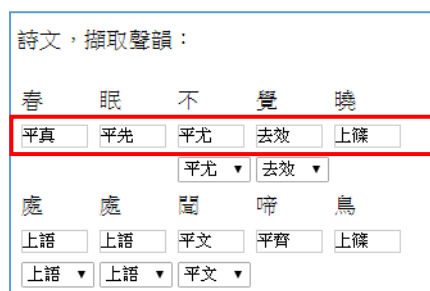 詩文，擷取聲韻：
春 眠 不 覺 曉
平真 平先 平尤 去效 上篠
平尤 去效
處 處 聞 啼 鳥
上語 上語 平文 平齊 上篠
上語 上語 平文